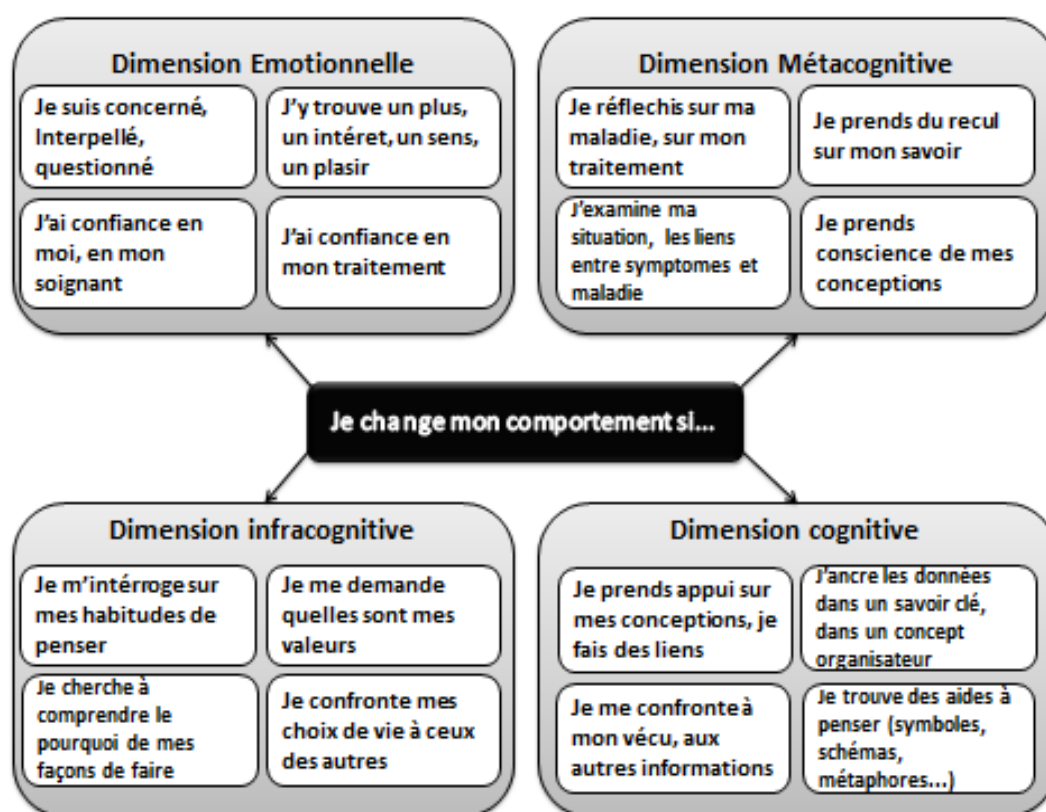 Dimension Emotionnelle
Je suis concerné,
Interpellé,
questionné
J'y trouve un plus,
un intéret, un sens,
un plasir
J'ai confiance en
moi, en mon
soignant
J'ai confiance en
mon traitement
Dimension Métacognitive
Je réflechis sur ma
maladie, sur mon
traitement
Je prends du recul
sur mon savoir
J'examine ma
situation, les liens
entre symptomes et
maladie
Je prends
conscience de mes
conceptions
Je change mon comportement si...
Dimension infracognitive
Je m'intérroge sur
mes habitudes de
penser
Je me demande
quelles sont mes
valeurs
Je cherche à
comprendre le
pourquoi de mes
façons de faire
Je confronte mes
choix de vie à ceux
des autres
Dimension cognitive
Je prends appui sur
mes conceptions, je
fais des liens
J'ancre les données
dans un savoir clé,
dans un concept
organisateur
Je me confronte à
mon vécu, aux
autres informations
Je trouve des aides à
penser (symboles,
schémas,
métaphores...)